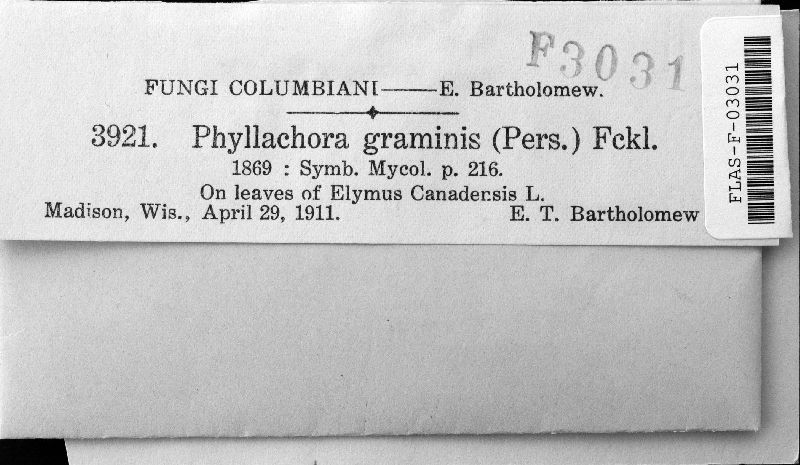 F3031
FUNGI COLUMBIANI—E. Bartholomew.
3921. Phyllachora graminis (Pers.) Fckl.
1869 : Symb. Mycol. p. 216.
On leaves of Elymus Canadensis L.
Madison, Wis., April 29, 1911. E. T. Bartholomew
FLAS-F-03031